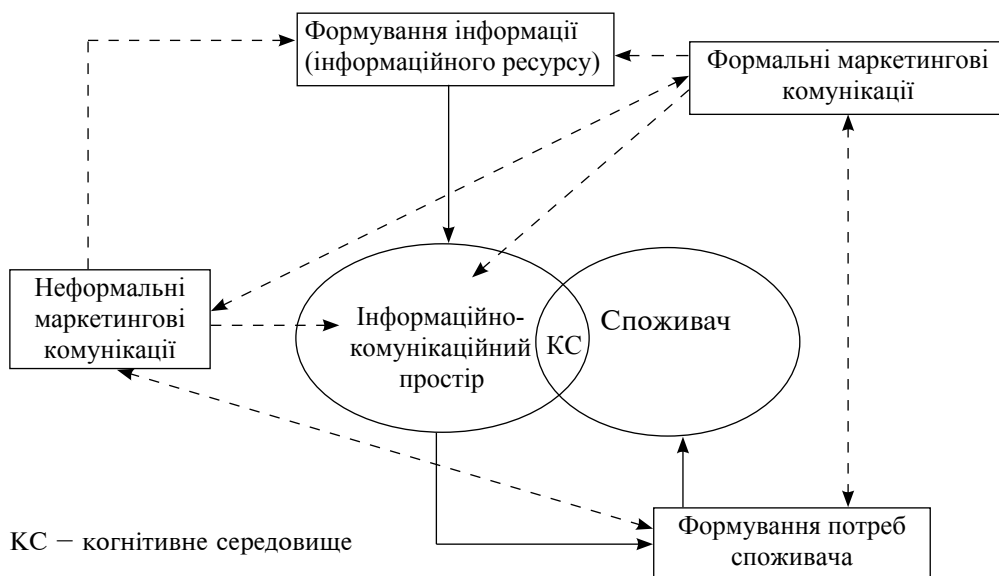 Формування інформації
(інформаційного ресурсу)
Формальні маркетингові
комунікації
Неформальні
маркетингові
комунікації
Інформаційно-
комунікаційний
простір
КС
Споживач
Формування потреб
споживача
КС – когнітивне середовище